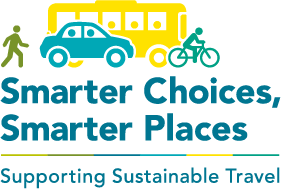 Smarter Choices,
Smarter Places
Supporting Sustainable Travel